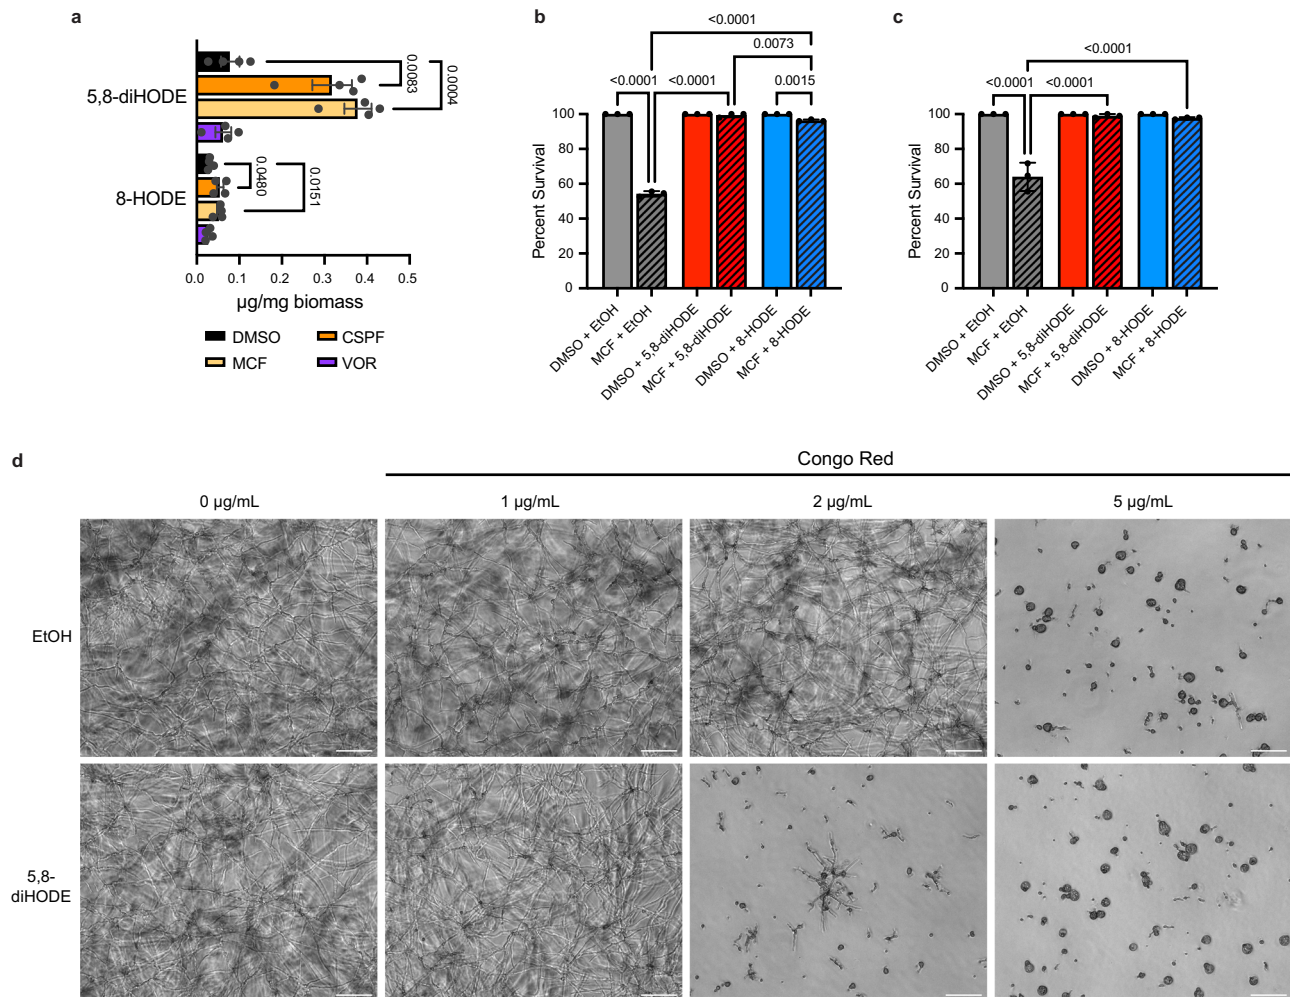 a
5,8-diHODE
8-HODE
0.0083
0.0004
0.0480
0.0151
0.0 0.1 0.2 0.3 0.4 0.5
µg/mg biomass
DMSO CSPF
MCF VOR
b
<0.0001
0.0073
<0.0001 <0.0001 0.0015
Percent Survival
100
80
60
40
20
0
DMSO + EtOH
MCF + EtOH
DMSO + 5,8-diHODE
MCF + 5,8-diHODE
DMSO + 8-HODE
MCF + 8-HODE
c
<0.0001
<0.0001 <0.0001
Percent Survival
100
80
60
40
20
0
DMSO + EtOH
MCF + EtOH
DMSO + 5,8-diHODE
MCF + 5,8-diHODE
DMSO + 8-HODE
MCF + 8-HODE
d
Congo Red
0 µg/mL 1 µg/mL 2 µg/mL 5 µg/mL
EtOH
5,8-
diHODE